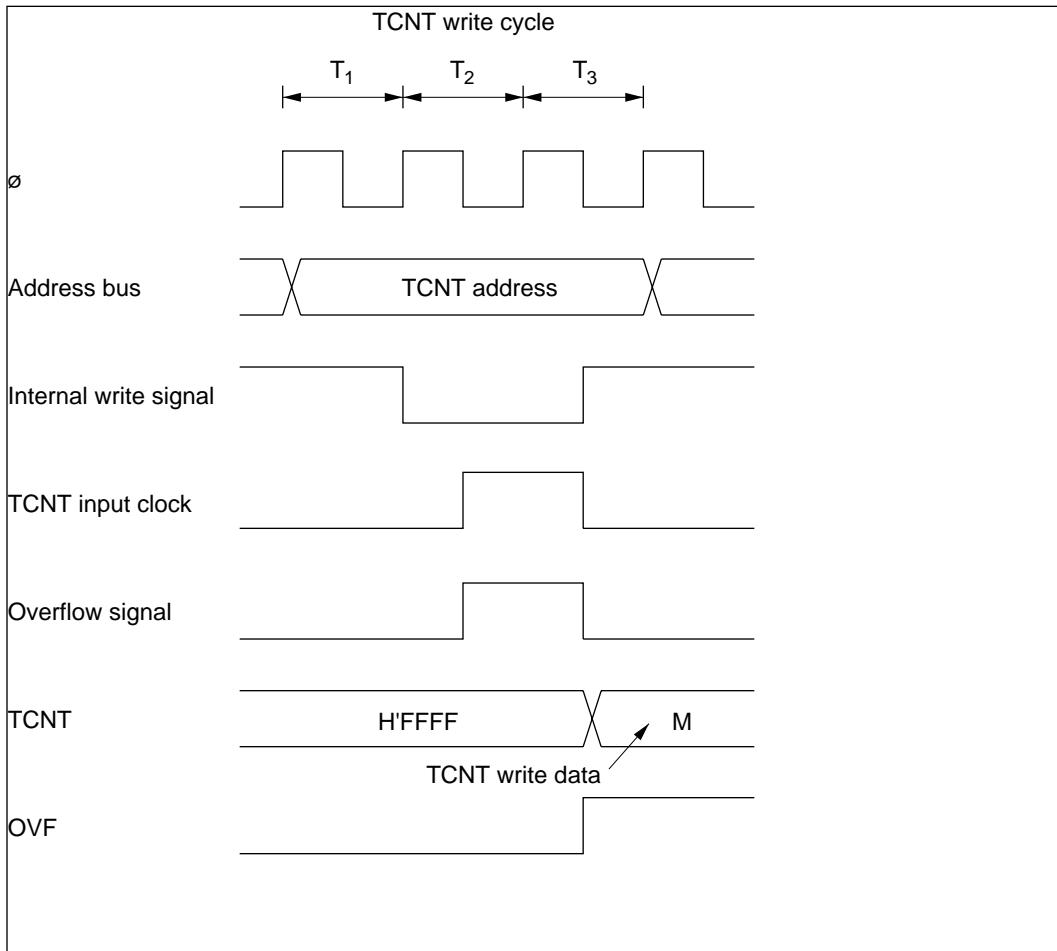 TCNT write cycle
T1 T2 T3
ø
Address bus TCNT address
Internal write signal
TCNT input clock
Overflow signal
TCNT H'FFFF M
TCNT write data
OVF